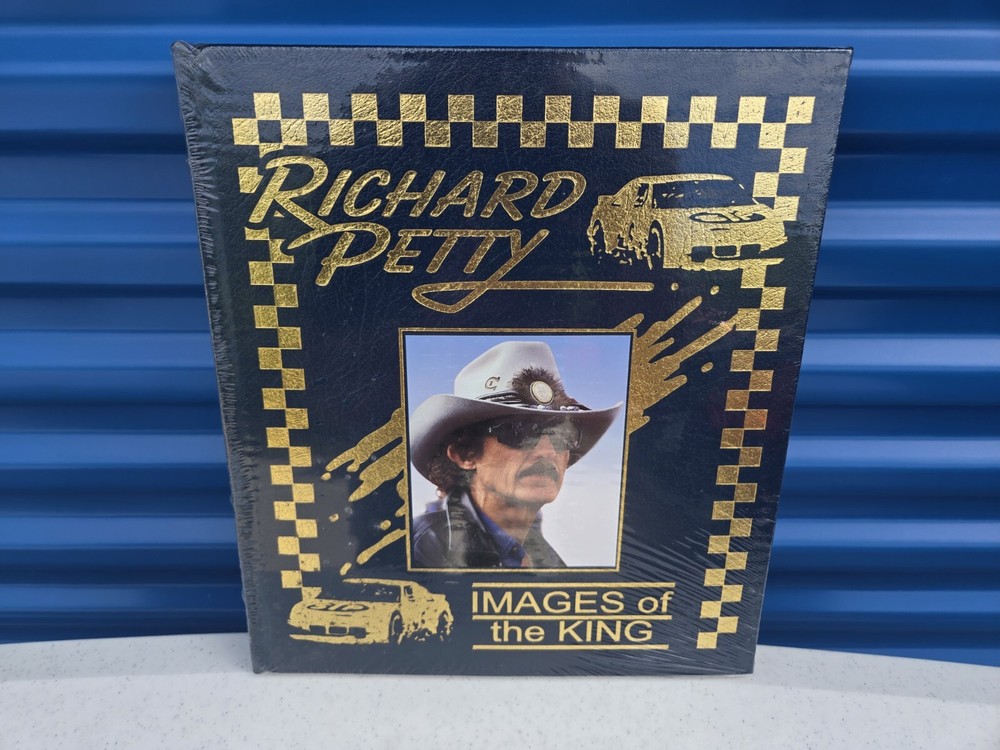 RICHARD
PETTY
IMAGES of
the KING